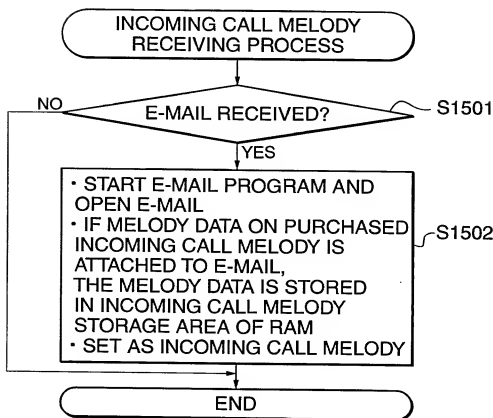 INCOMING CALL MELODY
RECEIVING PROCESS
NO
E-MAIL RECEIVED?
S1501
YES
· START E-MAIL PROGRAM AND
OPEN E-MAIL
· IF MELODY DATA ON PURCHASED
INCOMING CALL MELODY IS
ATTACHED TO E-MAIL,
THE MELODY DATA IS STORED
IN INCOMING CALL MELODY
STORAGE AREA OF RAM
· SET AS INCOMING CALL MELODY
S1502
END